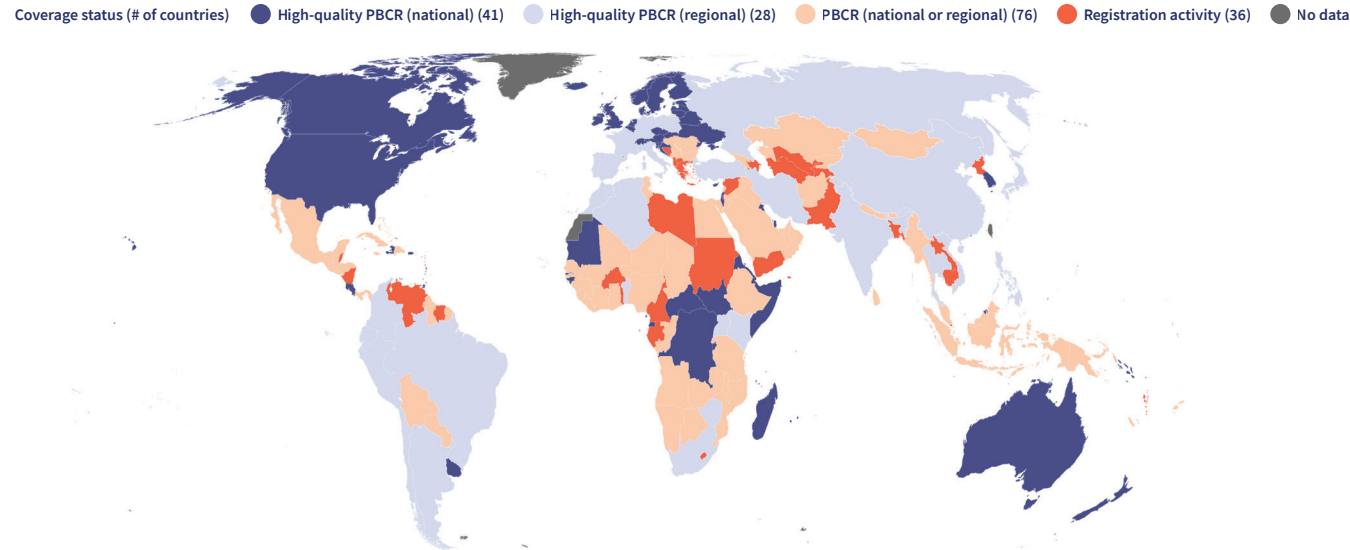 Coverage status (# of countries) High-quality PBCR (national) (41) High-quality PBCR (regional) (28) PBCR (national or regional) (76) Registration activity (36) No data